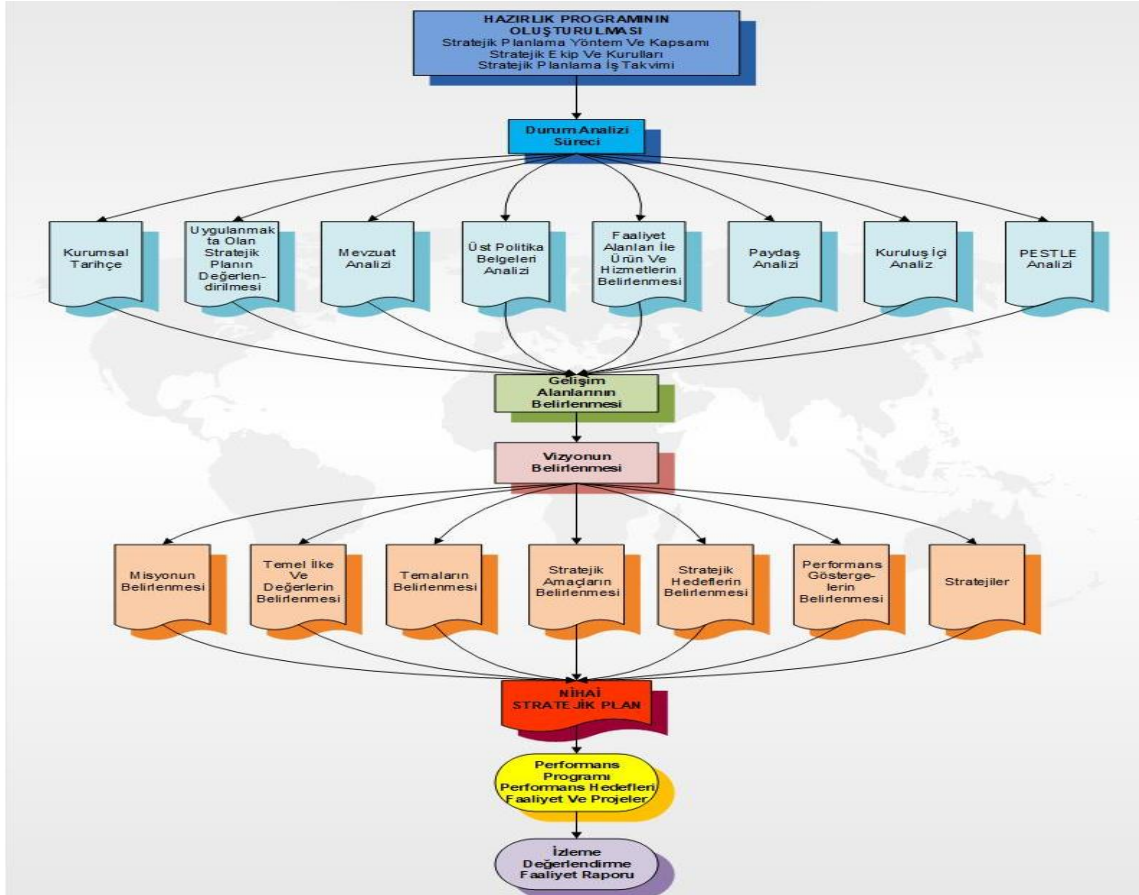 HAZIRLIK PROGRAMININ
OLUŞTURULMASI
Stratejik Planlama Yöntem Ve Kapsamı
Stratejik Ekip Ve Kurulları
Stratejik Planlama İş Takvimi
Durum Analizi
Süreci
Kurumsal
Tarihçe
Uygulanmak
ta Olan
Stratejik
Planın
Değerlen-
dirilmesi
Mevzuat
Analizi
Üst Politika
Belgeleri
Analizi
Faaliyet
Alanları İle
Ürün Ve
Hizmetlerin
Belirlenmesi
Paydaş
Analizi
Kuruluş İçi
Analiz
PESTLE
Analizi
Gelişim
Alanlarının
Belirlenmesi
Vizyonun
Belirlenmesi
Misyonun
Belirlenmesi
Temel İlke
Ve
Değerlerin
Belirlenmesi
Temaların
Belirlenmesi
Stratejik
Amaçların
Belirlenmesi
Stratejik
Hedeflerin
Belirlenmesi
Performans
Gösterge-
lerin
Belirlenmesi
Stratejiler
NİHAİ
STRATEJİK PLAN
Performans
Programı
Performans Hedefleri
Faaliyet Ve Projeler
İzleme
Değerlendirme
Faaliyet Raporu